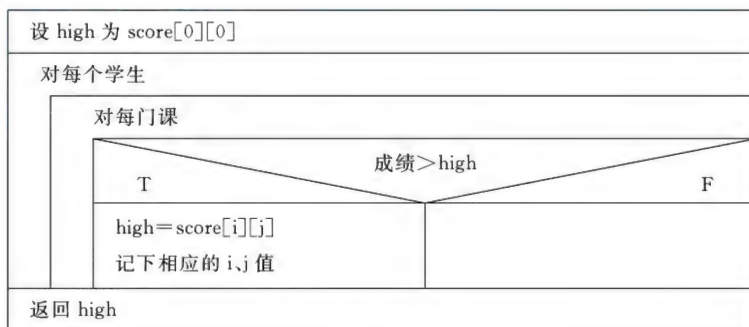 设 high 为 score[0][0]
对每个学生
对每门课
成绩>high
T
F
high=score[i][j]
记下相应的 i、j 值
返回 high